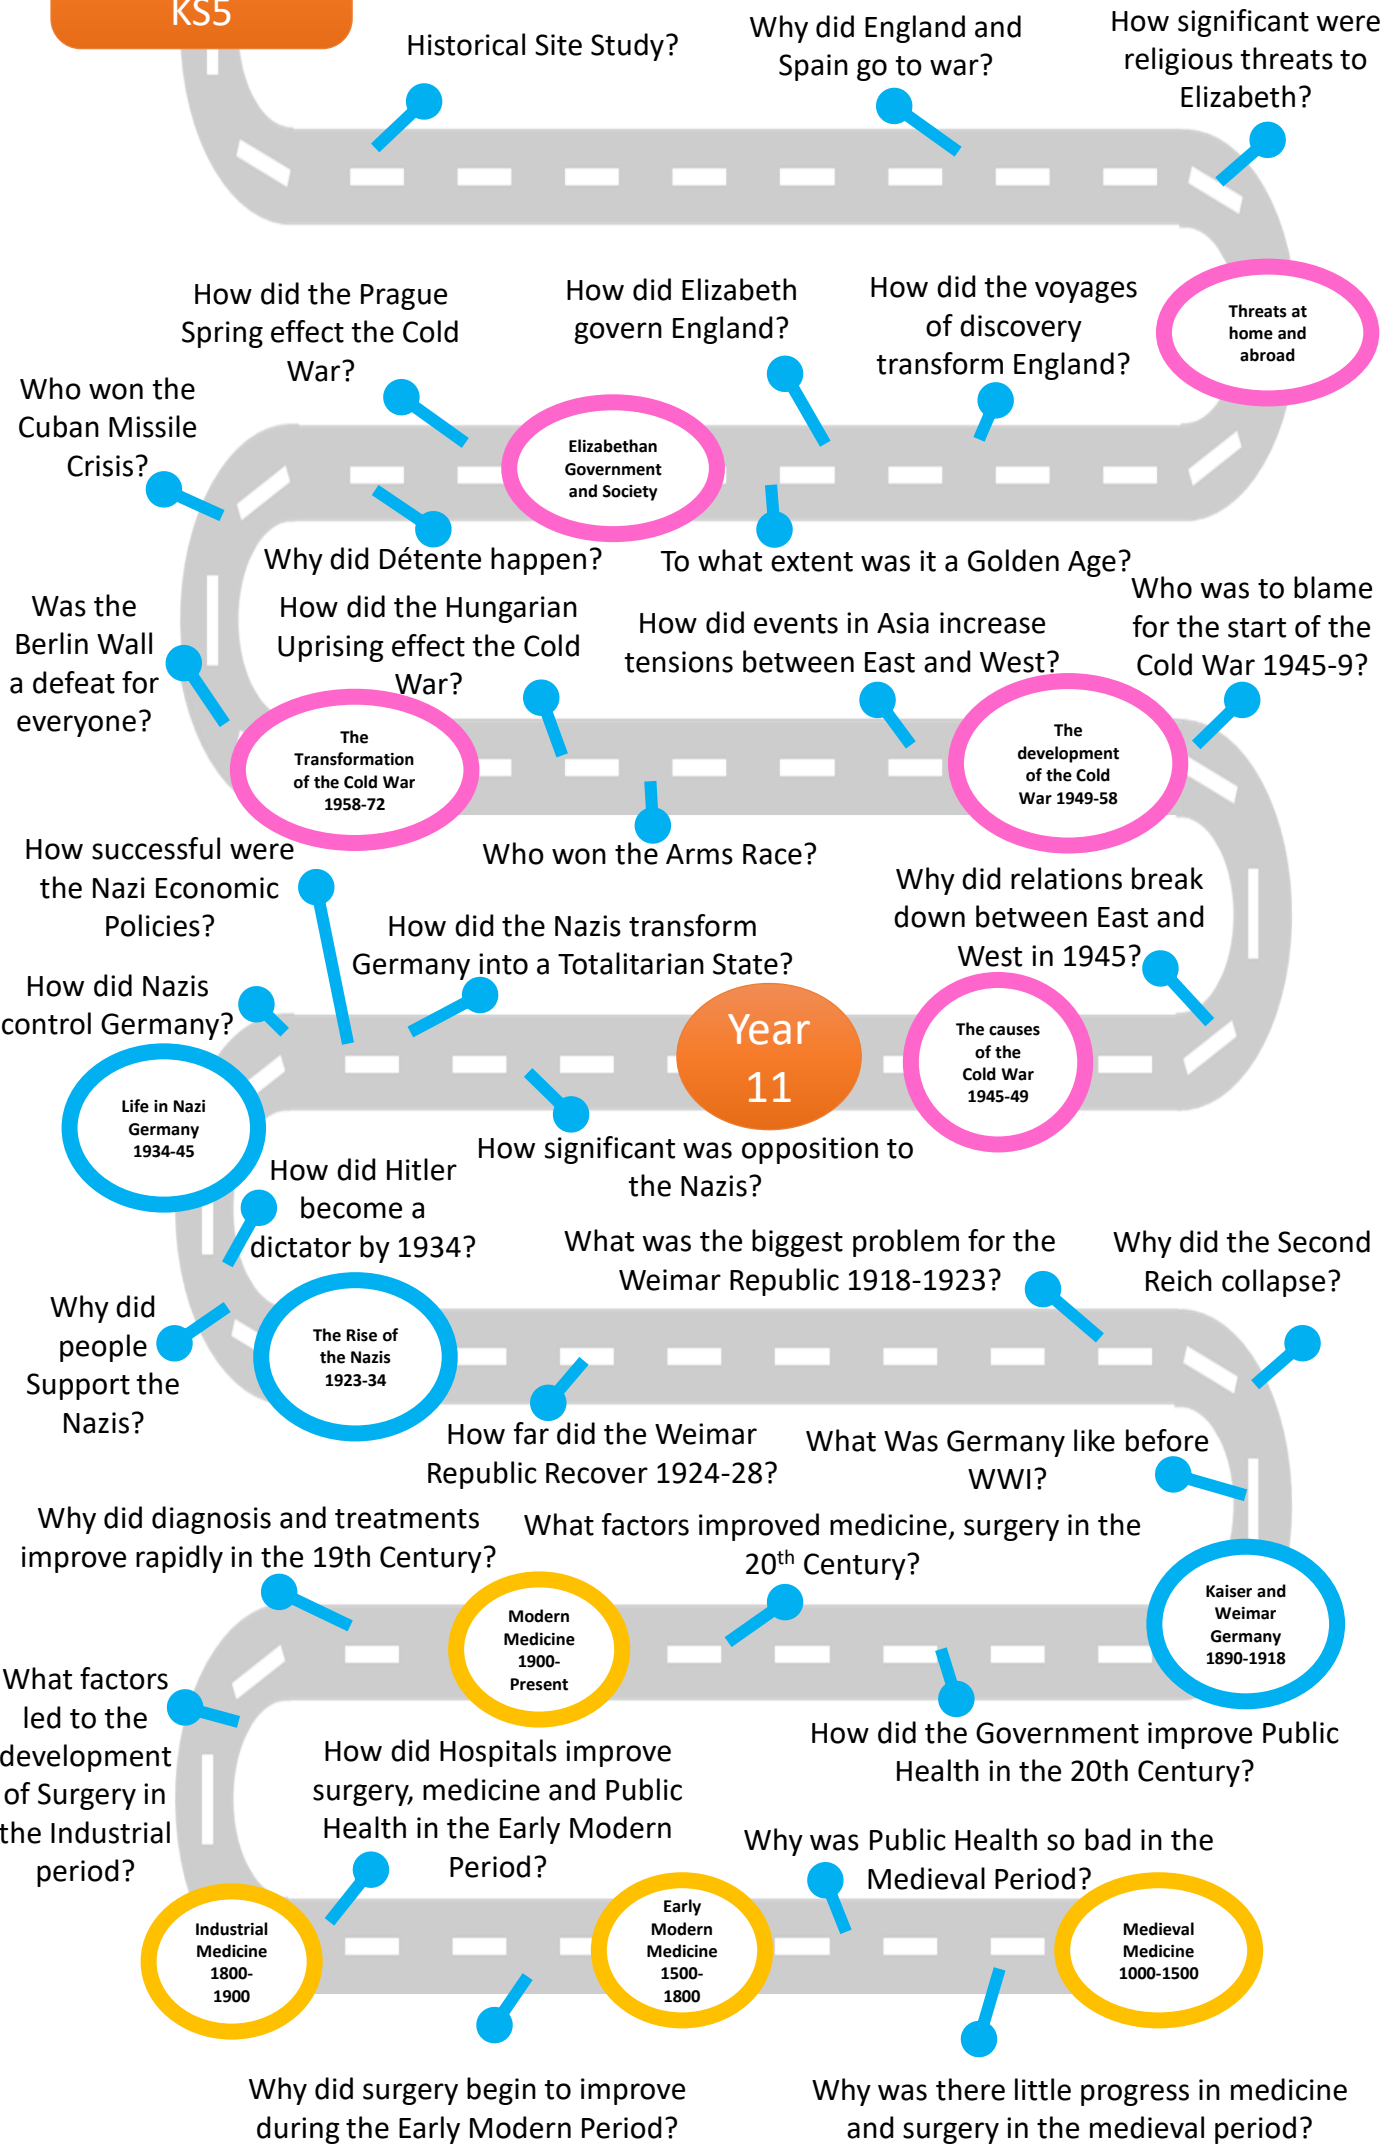 KS5
Historical Site Study?
Why did England and
Spain go to war?
How significant were
religious threats to
Elizabeth?
How did the Prague
Spring effect the Cold
War?
How did Elizabeth
govern England?
How did the voyages
of discovery
transform England?
Threats at
home and
abroad
Who won the
Cuban Missile
Crisis?
Elizabethan
Government
and Society
Why did Détente happen?
To what extent was it a Golden Age?
Was the
Berlin Wall
a defeat for
everyone?
How did the Hungarian
Uprising effect the Cold
War?
How did events in Asia increase
tensions between East and West?
Who was to blame
for the start of the
Cold War 1945-9?
The
Transformation
of the Cold War
1958-72
The
development
of the Cold
War 1949-58
How successful were
the Nazi Economic
Policies?
Who won the Arms Race?
Why did relations break
down between East and
West in 1945?
How did the Nazis transform
Germany into a Totalitarian State?
How did Nazis
control Germany?
Year
11
The causes
of the
Cold War
1945-49
Life in Nazi
Germany
1934-45
How significant was opposition to
the Nazis?
How did Hitler
become a
dictator by 1934?
What was the biggest problem for the
Weimar Republic 1918-1923?
Why did the Second
Reich collapse?
Why did
people
Support the
Nazis?
The Rise of
the Nazis
1923-34
How far did the Weimar
Republic Recover 1924-28?
What Was Germany like before
WWI?
Why did diagnosis and treatments
improve rapidly in the 19th Century?
What factors improved medicine, surgery in the
20th Century?
Modern
Medicine
1900-
Present
Kaiser and
Weimar
Germany
1890-1918
What factors
led to the
development
of Surgery in
the Industrial
period?
How did the Government improve Public
Health in the 20th Century?
How did Hospitals improve
surgery, medicine and Public
Health in the Early Modern
Period?
Why was Public Health so bad in the
Medieval Period?
Industrial
Medicine
1800-
1900
Early
Modern
Medicine
1500-
1800
Medieval
Medicine
1000-1500
Why did surgery begin to improve
during the Early Modern Period?
Why was there little progress in medicine
and surgery in the medieval period?